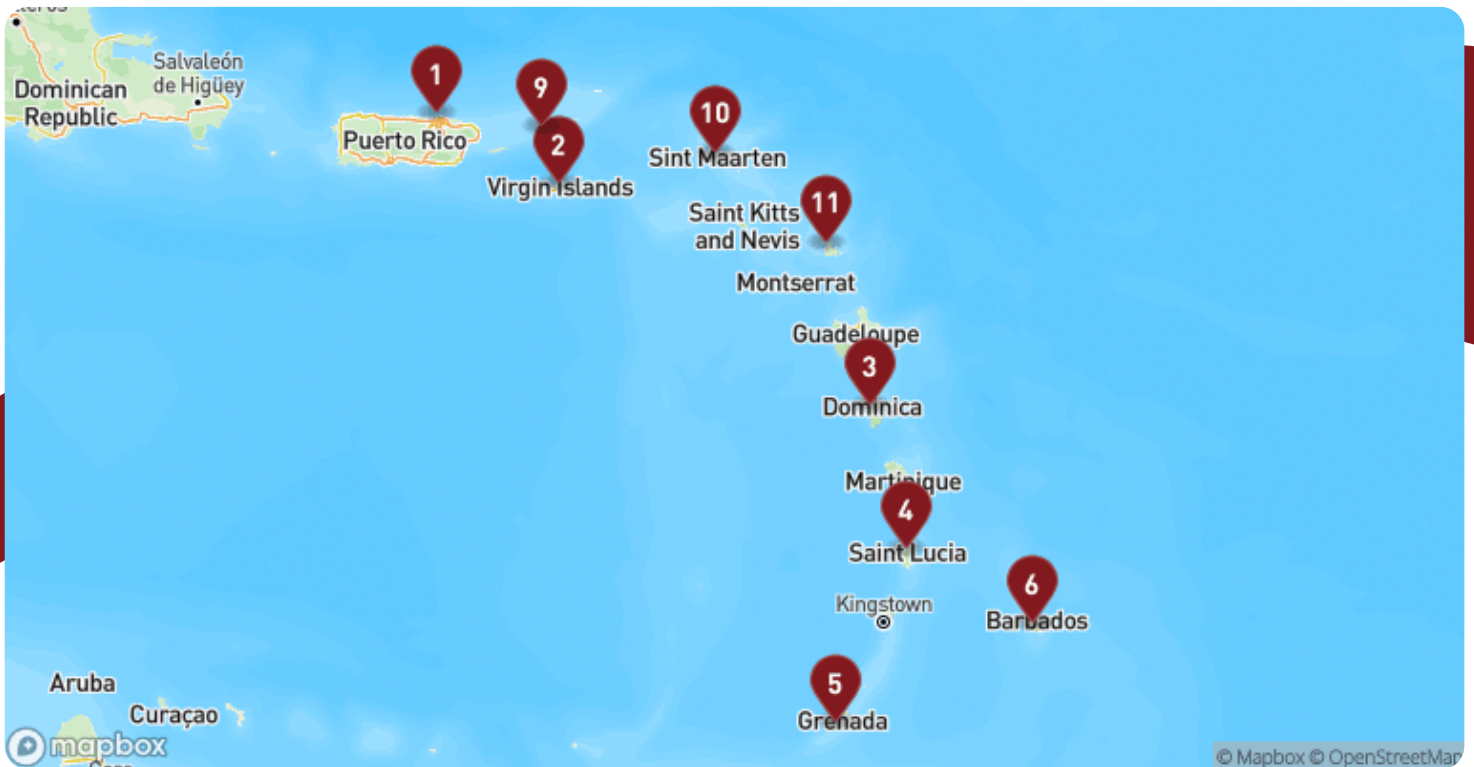 Salvaleón
de Higüey
Dominican
Republic
1
9
2
10
11
Puerto Rico
Virgin Islands
Sint Maarten
Saint Kitts
and Nevis
Montserrat
Guadeloupe
3
Dominica
Martinique
4
Saint Lucia
6
Kingstown
Barbados
5
Grenada
Aruba
Curaçao
mapbox
© Mapbox © OpenStreetMap